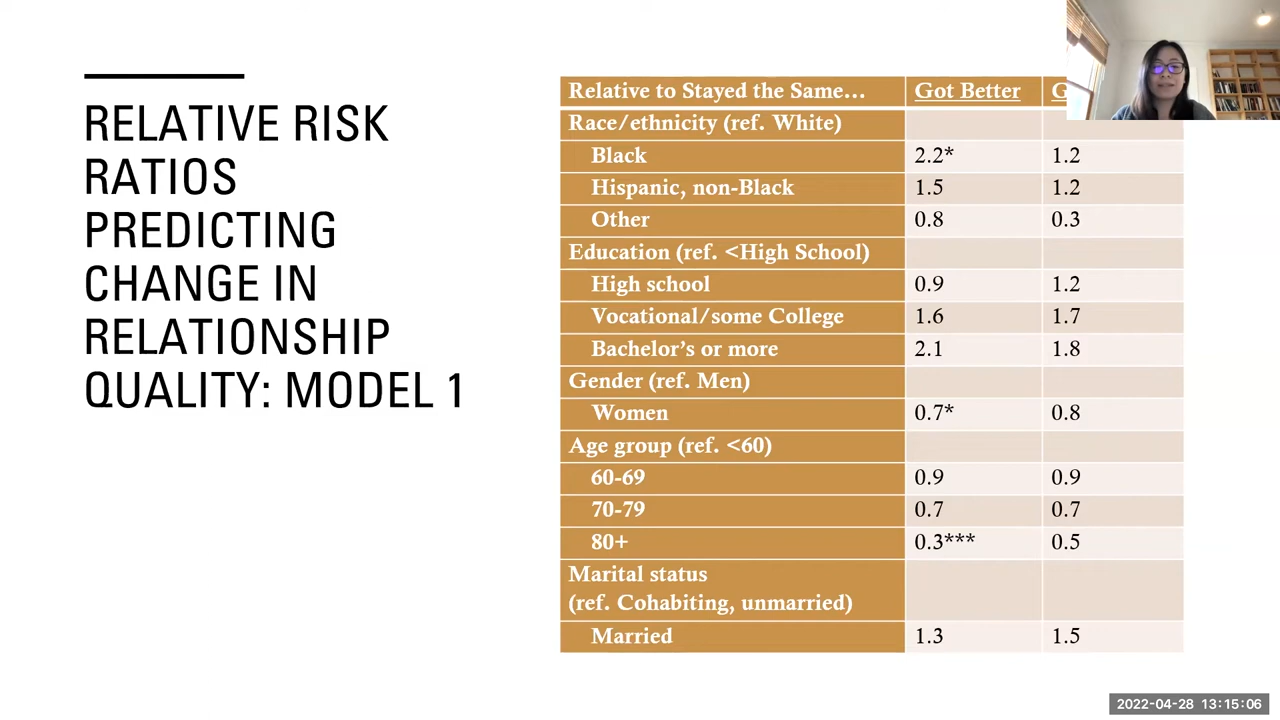 RELATIVE RISK
RATIOS
PREDICTING
CHANGE IN
RELATIONSHIP
QUALITY: MODEL 1
Relative to Stayed the Same… Got Better
Race/ethnicity (ref. White)
Black 2.2* 1.2
Hispanic, non-Black 1.5 1.2
Other 0.8 0.3
Education (ref. <High School)
High school 0.9 1.2
Vocational/some College 1.6 1.7
Bachelor’s or more 2.1 1.8
Gender (ref. Men)
Women 0.7* 0.8
Age group (ref. <60)
60-69 0.9 0.9
70-79 0.7 0.7
80+ 0.3*** 0.5
Marital status
(ref. Cohabiting, unmarried)
Married 1.3 1.5
2022-04-28 13:15:06